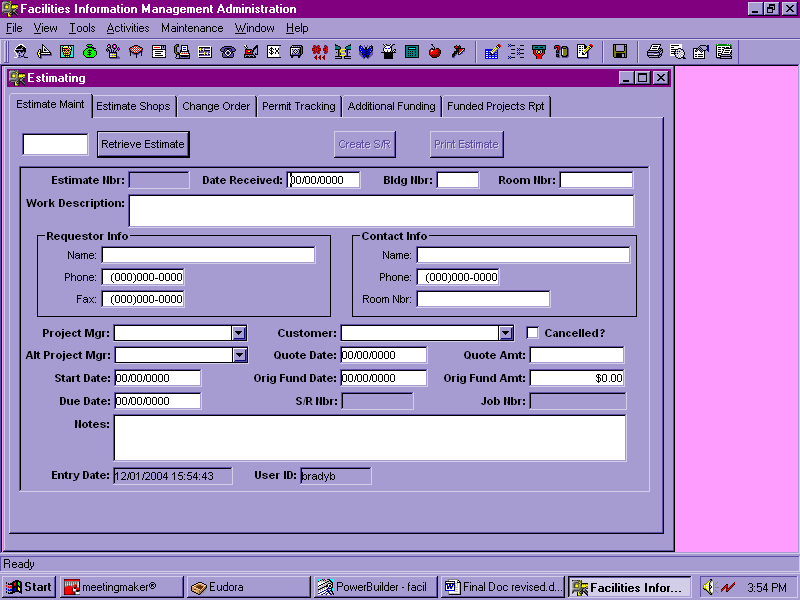 Facilities Information Management Administration
File View Tools Activities Maintenance Window Help
Estimating
Estimate Maint Estimate Shops Change Order Permit Tracking Additional Funding Funded Projects Rpt
Retrieve Estimate Create S/R Print Estimate
Estimate Nbr: Date Received: 00/00/0000 Bldg Nbr: Room Nbr:
Work Description:
Requestor Info Contact Info
Name: Name:
Phone: (000)000-0000 Phone: (000)000-0000
Fax: (000)000-0000 Room Nbr:
Project Mgr: Customer: Cancelled?
Alt Project Mgr: Quote Date: 00/00/0000 Quote Amt:
Start Date: 00/00/0000 Orig Fund Date: 00/00/0000 Orig Fund Amt: $0.00
Due Date: 00/00/0000 S/R Nbr: Job Nbr:
Notes:
Entry Date: 12/01/2004 15:54:43 User ID: bradyb
Ready
Start meetingmaker® Eudora PowerBuilder - facil Final Doc revised.d... Facilities Infor... 3:54 PM